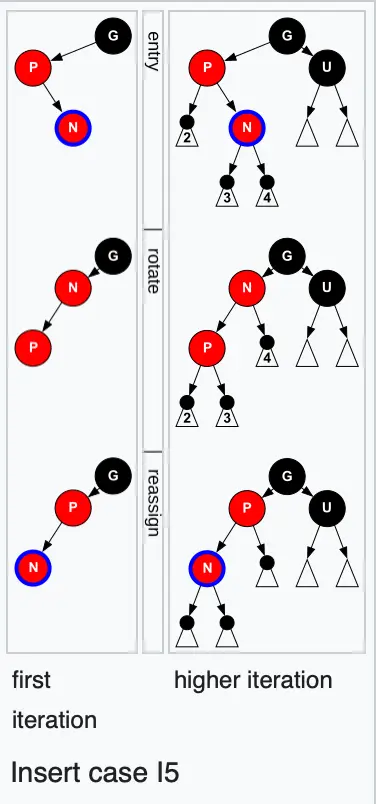 G
P
N
entry
G
P
U
2
N
3
4
G
N
P
rotate
G
N
U
P
4
2
3
G
P
N
reassign
G
P
U
N
first
iteration
higher iteration
Insert case I5